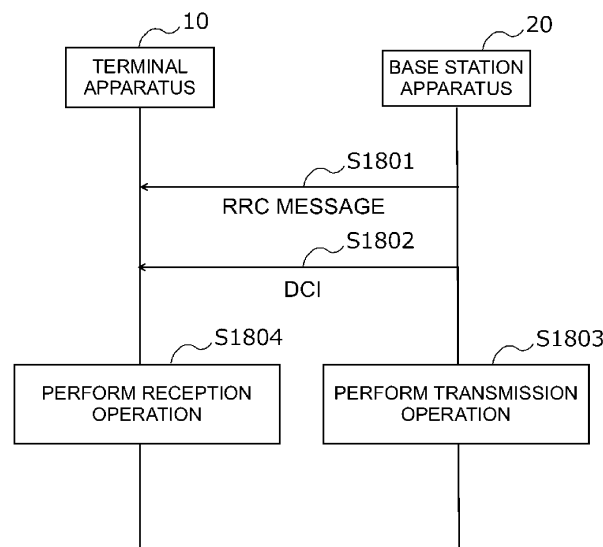 10
TERMINAL
APPARATUS
20
BASE STATION
APPARATUS
S1801
RRC MESSAGE
S1802
DCI
S1804
PERFORM RECEPTION
OPERATION
S1803
PERFORM TRANSMISSION
OPERATION